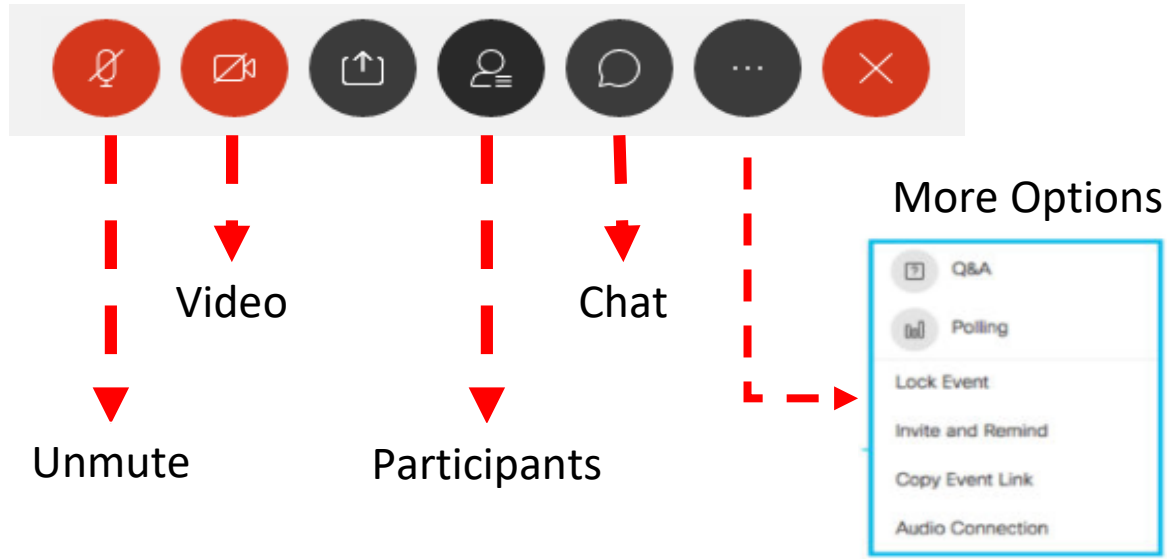 More Options
Q&A
Polling
Lock Event
Invite and Remind
Copy Event Link
Audio Connection
Video
Chat
Unmute
Participants